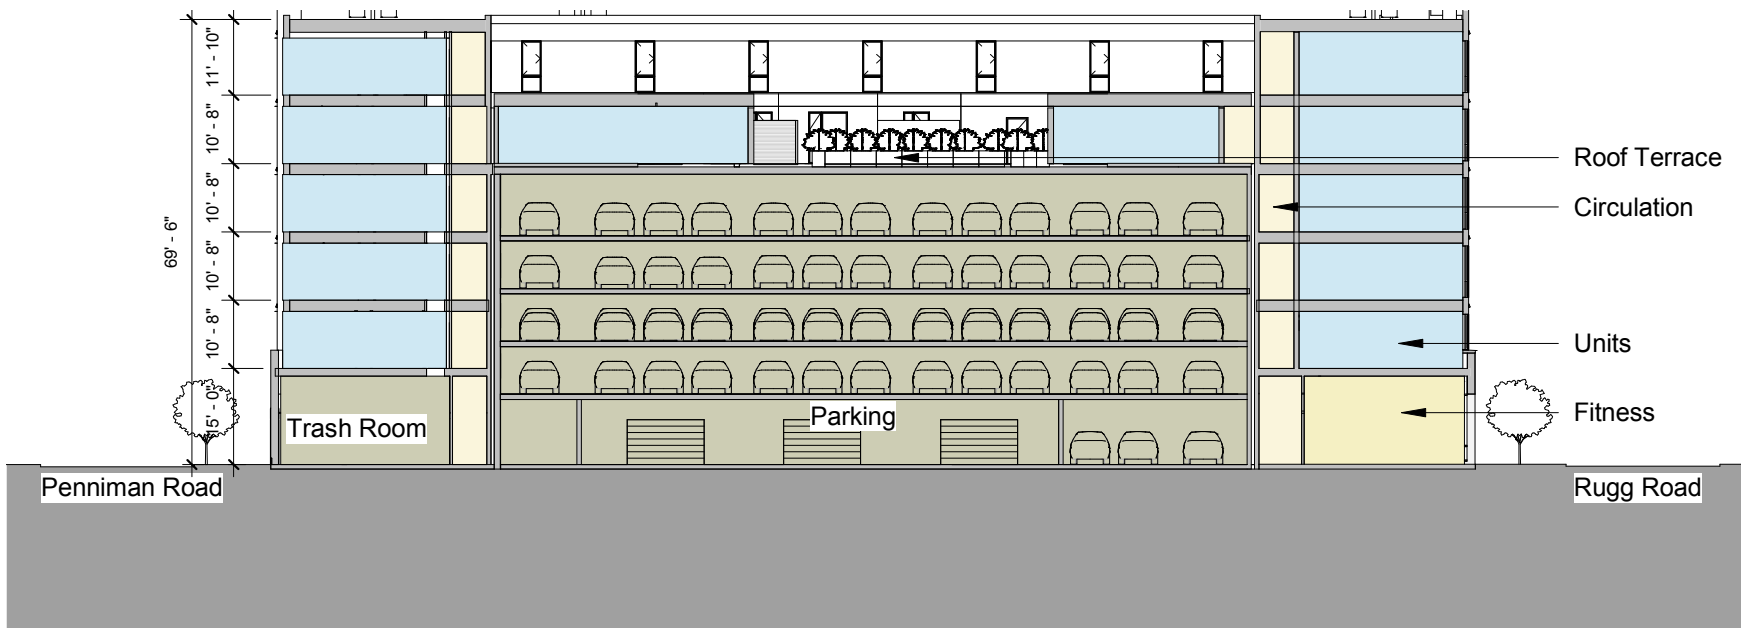 69' - 6"
11' - 10"
10' - 8"
10' - 8"
10' - 8"
10' - 8"
15' - 0"
Roof Terrace
Circulation
Units
Fitness
Trash Room
Parking
Penniman Road
Rugg Road